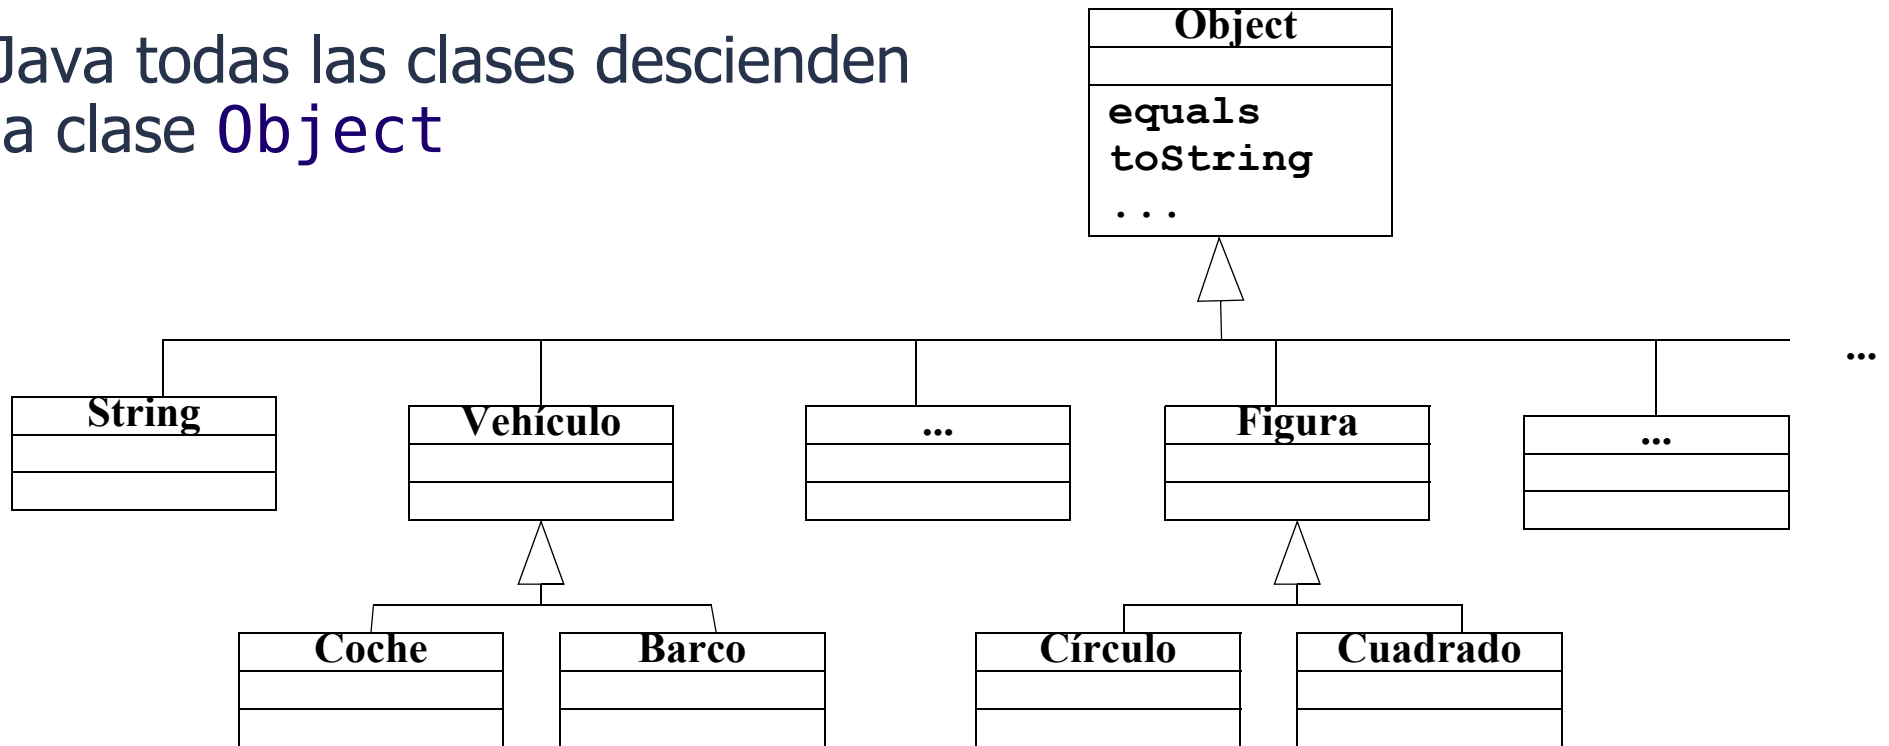 Java todas las clases descienden
a clase Object
Object
equals
toString
...
...
String
Vehículo
...
Figura
...
Coche
Barco
Círculo
Cuadrado